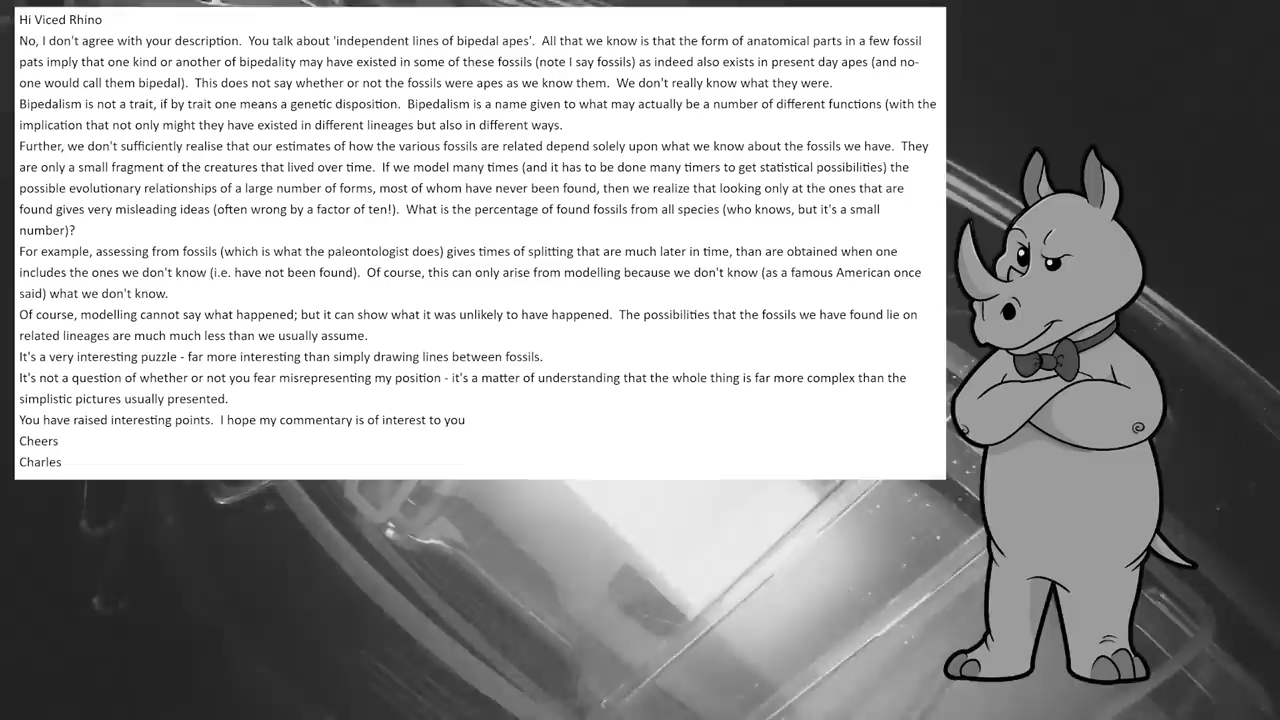 Hi Viced Rhino
No, I don't agree with your description.  You talk about 'independent lines of bipedal apes'.  All that we know is that the form of anatomical parts in a few fossil
pats imply that one kind or another of bipedality may have existed in some of these fossils (note I say fossils) as indeed also exists in present day apes (and no-
one would call them bipedal).  This does not say whether or not the fossils were apes as we know them.  We don't really know what they were.
Bipedalism is not a trait, if by trait one means a genetic disposition.  Bipedalism is a name given to what may actually be a number of different functions (with the
implication that not only might they have existed in different lineages but also in different ways.
Further, we don't sufficiently realise that our estimates of how the various fossils are related depend solely upon what we know about the fossils we have.  They
are only a small fragment of the creatures that lived over time.  If we model many times (and it has to be done many timers to get statistical possibilities) the
possible evolutionary relationships of a large number of forms, most of whom have never been found, then we realize that looking only at the ones that are
found gives very misleading ideas (often wrong by a factor of ten!).  What is the percentage of found fossils from all species (who knows, but it's a small
number)?
For example, assessing from fossils (which is what the paleontologist does) gives times of splitting that are much later in time, than are obtained when one
includes the ones we don't know (i.e. have not been found).  Of course, this can only arise from modelling because we don't know (as a famous American once
said) what we don't know.
Of course, modelling cannot say what happened; but it can show what it was unlikely to have happened.  The possibilities that the fossils we have found lie on
related lineages are much much less than we usually assume.
It's a very interesting puzzle - far more interesting than simply drawing lines between fossils.
It's not a question of whether or not you fear misrepresenting my position - it's a matter of understanding that the whole thing is far more complex than the
simplistic pictures usually presented.
You have raised interesting points.  I hope my commentary is of interest to you
Cheers
Charles